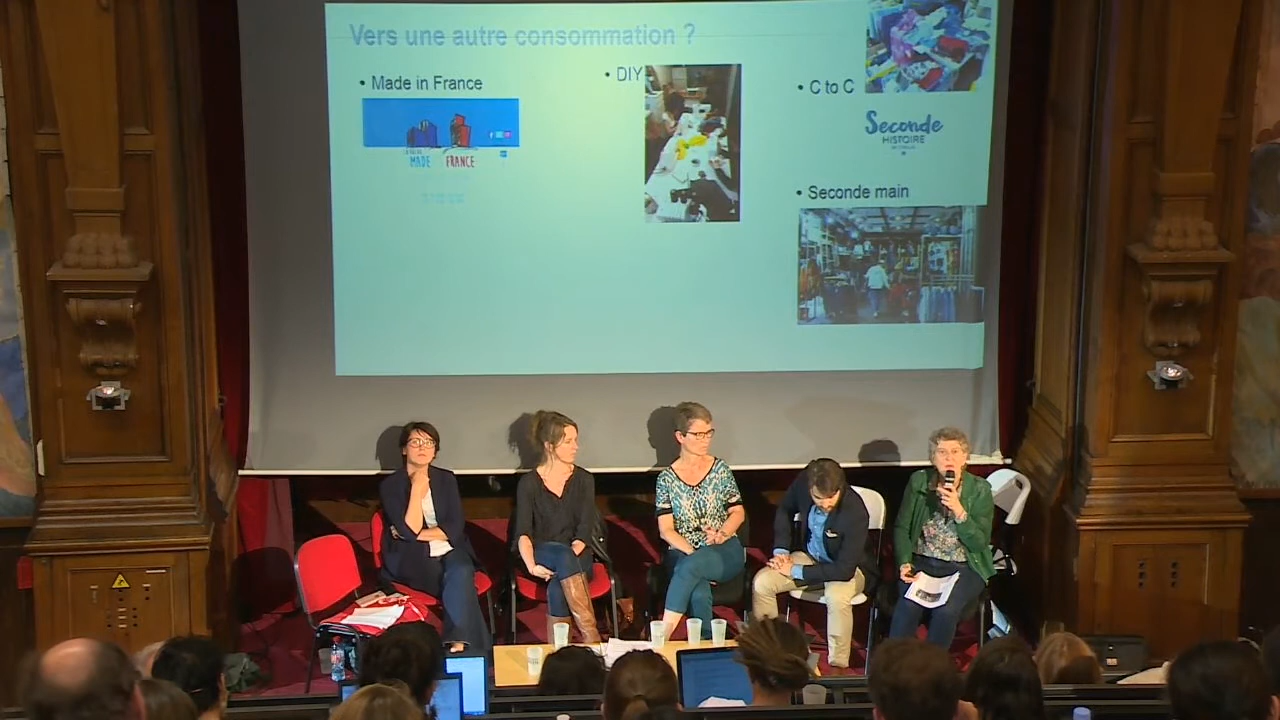 Vers une autre consommation ?
• Made in France
MADE FRANCE
• DIY
• C to C
Seconde
HISTOIRE
• Seconde main